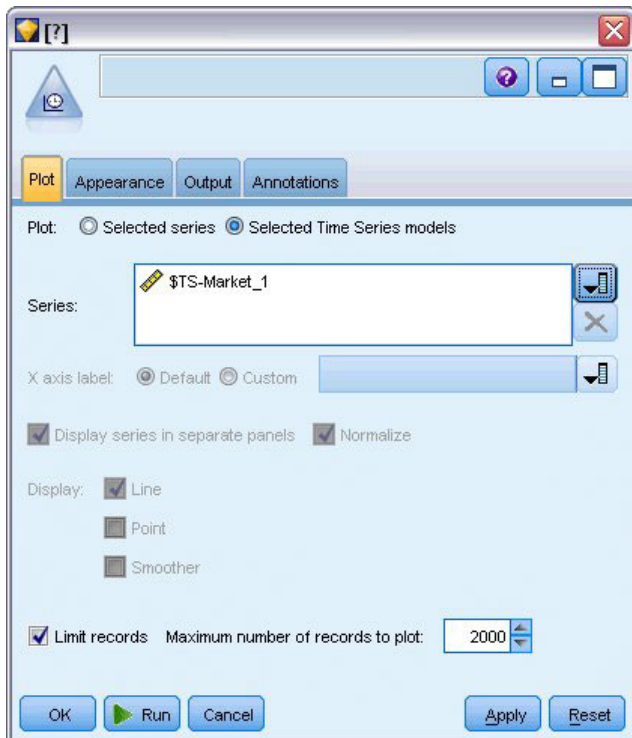 [?]
Plot Appearance Output Annotations
Plot: Selected series Selected Time Series models
Series: $TS-Market_1
X axis label: Default Custom
Display series in separate panels Normalize
Display: Line
Point
Smoother
Limit records Maximum number of records to plot: 2000
OK Run Cancel Apply Reset